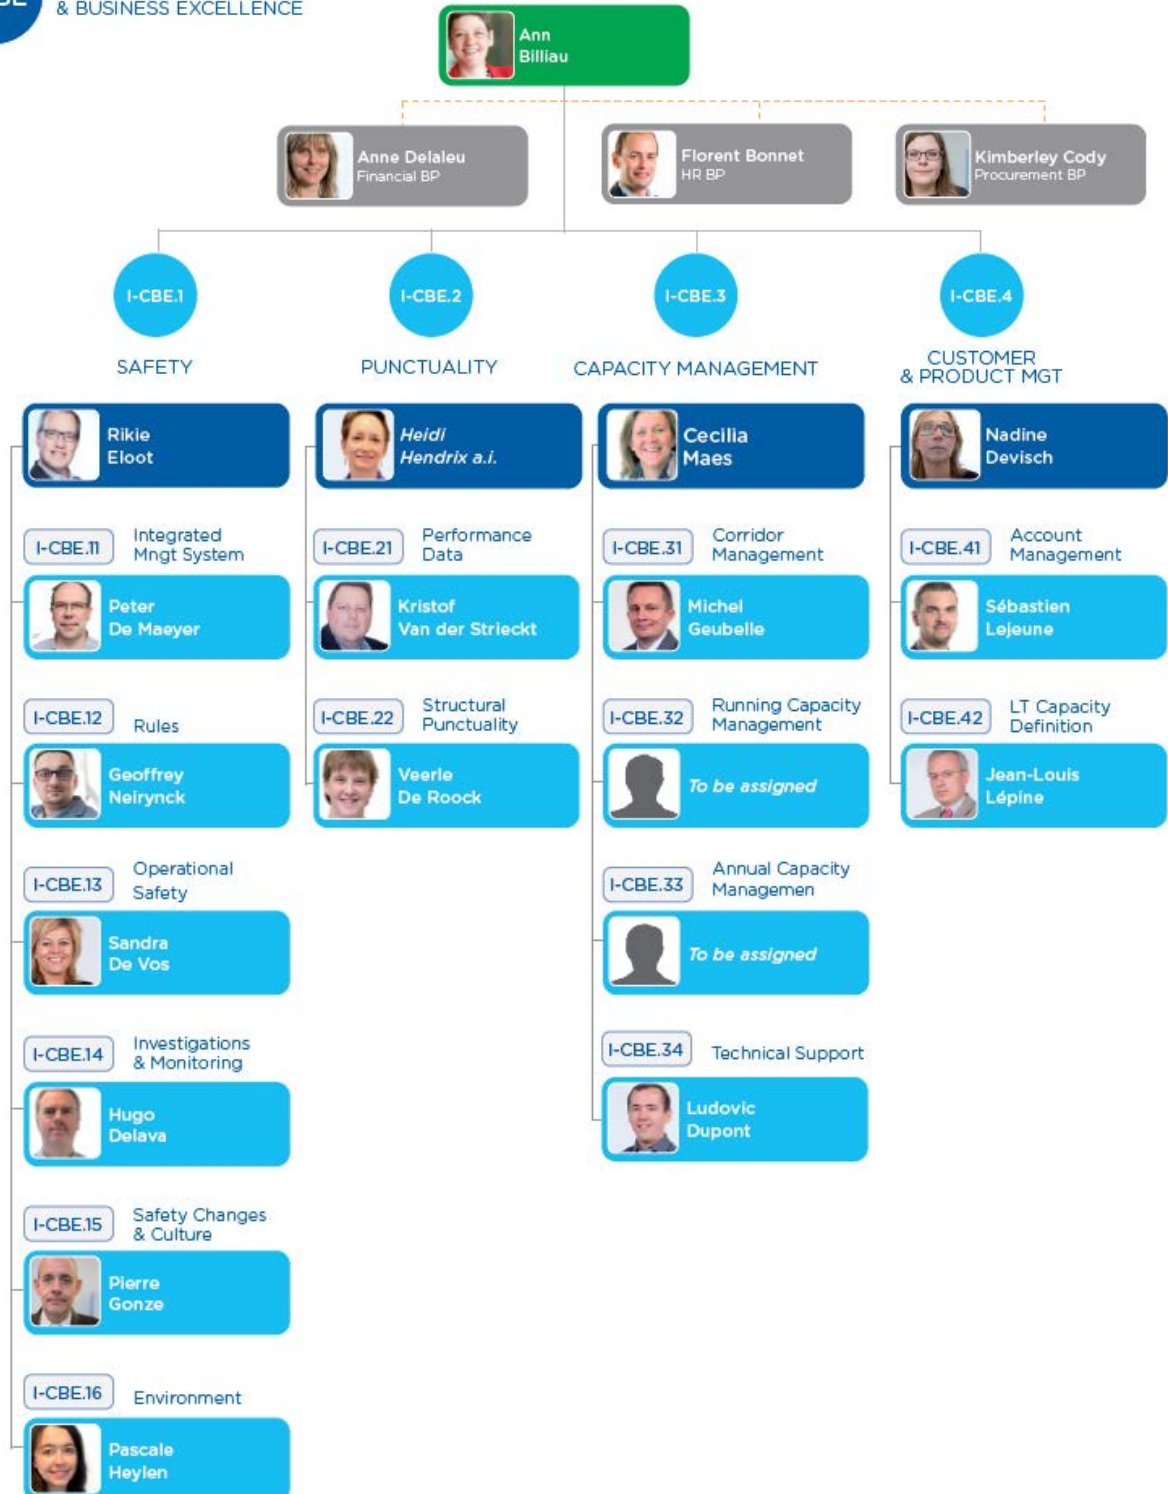 & BUSINESS EXCELLENCE
Ann
Billiau
Anne Delaleu
Financial BP
Florent Bonnet
HR BP
Kimberley Cody
Procurement BP
I-CBE.1
SAFETY
Rikie
Eloot
I-CBE.11
Integrated
Mngt System
Peter
De Maeyer
I-CBE.12
Rules
Geoffrey
Neirynck
I-CBE.13
Operational
Safety
Sandra
De Vos
I-CBE.14
Investigations
& Monitoring
Hugo
Delava
I-CBE.15
Safety Changes
& Culture
Pierre
Gonze
I-CBE.16
Environment
Pascale
Heylen
I-CBE.2
PUNCTUALITY
Heidi
Hendrix a.i.
I-CBE.21
Performance
Data
Kristof
Van der Strieckt
I-CBE.22
Structural
Punctuality
Veerle
De Roock
I-CBE.3
CAPACITY MANAGEMENT
Cecilia
Maes
I-CBE.31
Corridor
Management
Michel
Geubelle
I-CBE.32
Running Capacity
Management
To be assigned
I-CBE.33
Annual Capacity
Managemen
To be assigned
I-CBE.34
Technical Support
Ludovic
Dupont
I-CBE.4
CUSTOMER
& PRODUCT MGT
Nadine
Devisch
I-CBE.41
Account
Management
Sébastien
Lejeune
I-CBE.42
LT Capacity
Definition
Jean-Louis
Lépine